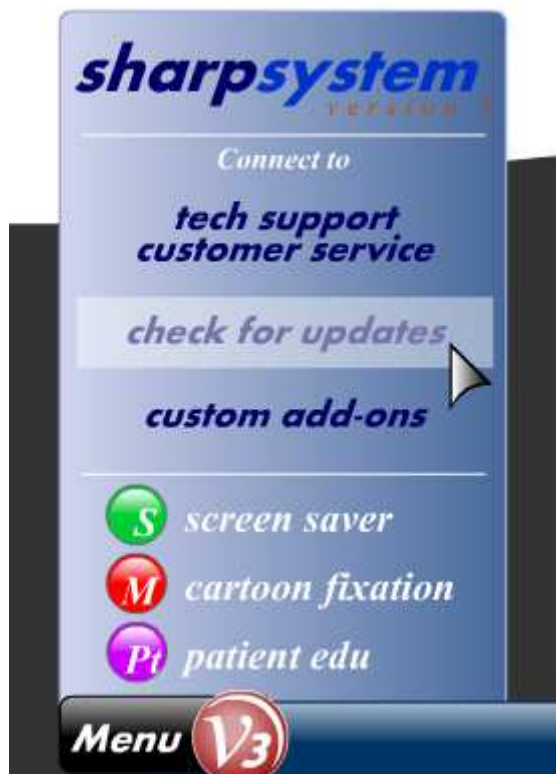 sharpsystem
version 3
Connect to
tech support
customer service
check for updates
custom add-ons
S screen saver
M cartoon fixation
Pt patient edu
Menu V3